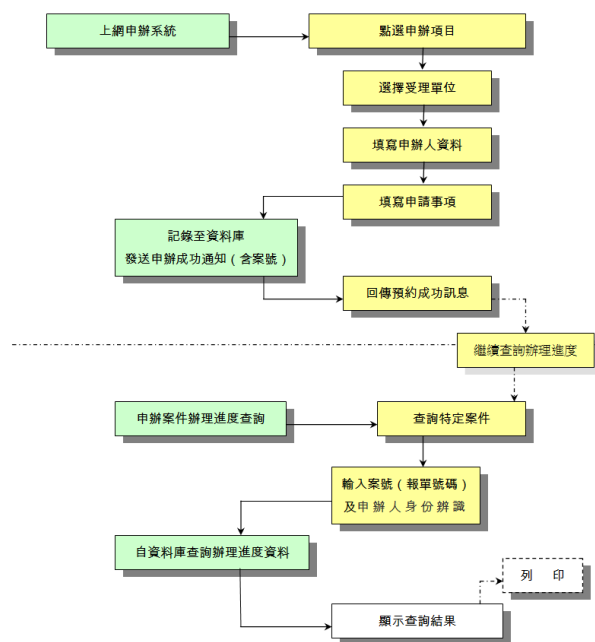 上網申辦系統
點選申辦項目
選擇受理單位
填寫申辦人資料
填寫申請事項
記錄至資料庫
發送申辦成功通知（含案號）
回傳預約成功訊息
繼續查詢辦理進度
申辦案件辦理進度查詢
查詢特定案件
輸入案號（報單號碼）
及申辦人身份辨識
自資料庫查詢辦理進度資料
列 印
顯示查詢結果